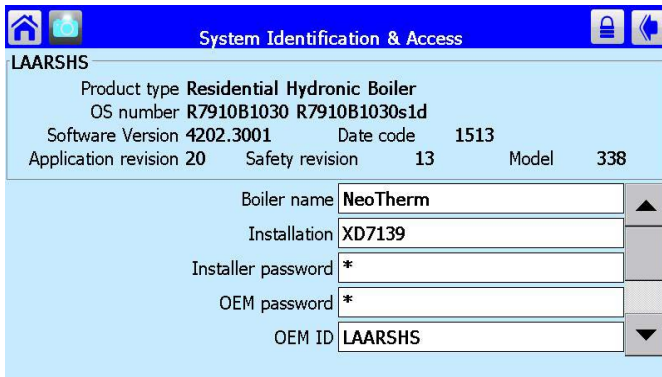 System Identification & Access
LAARSHS
Product type Residential Hydronic Boiler
OS number R7910B1030 R7910B1030s1d
Software Version 4202.3001 Date code 1513
Application revision 20 Safety revision 13 Model 338
Boiler name NeoTherm
Installation XD7139
Installer password *
OEM password *
OEM ID LAARSHS